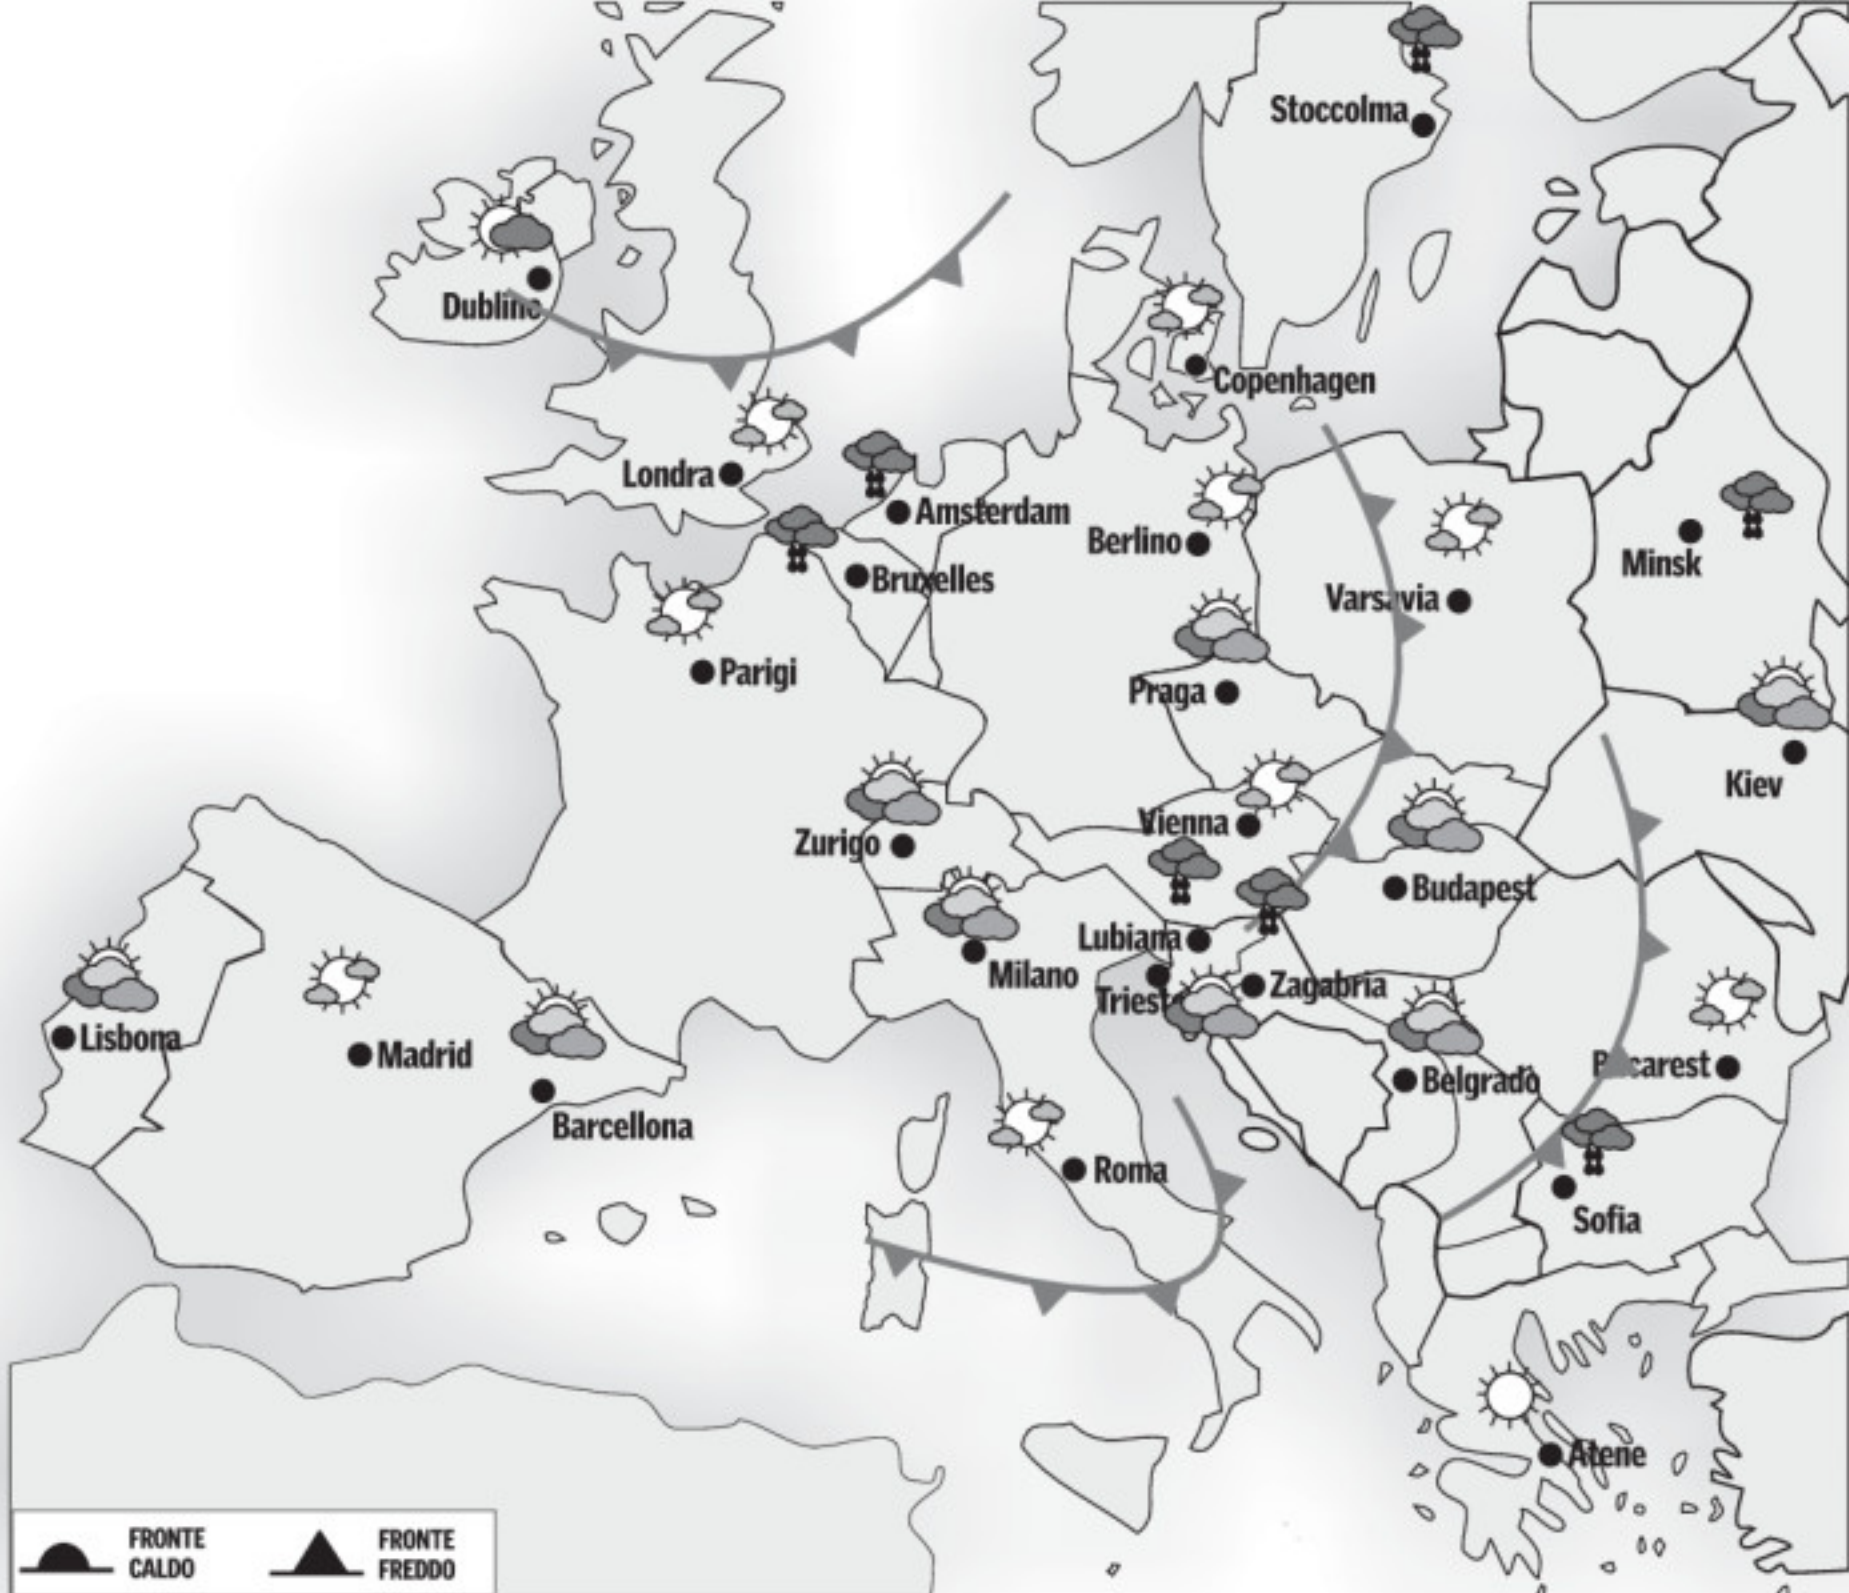 Stoccolma
Dublino
Copenhagen
Londra
Amsterdam
Berlino
Bruxelles
Minsk
Varsavia
Parigi
Praga
Kiev
Vienna
Zurigo
Budapest
Lubiana
Milano
Zagabria
Trieste
Lisbona
Madrid
Belgrado
Bucarest
Barcellona
Roma
Sofia
Atene
FRONTE
CALDO
FRONTE
FREDDO